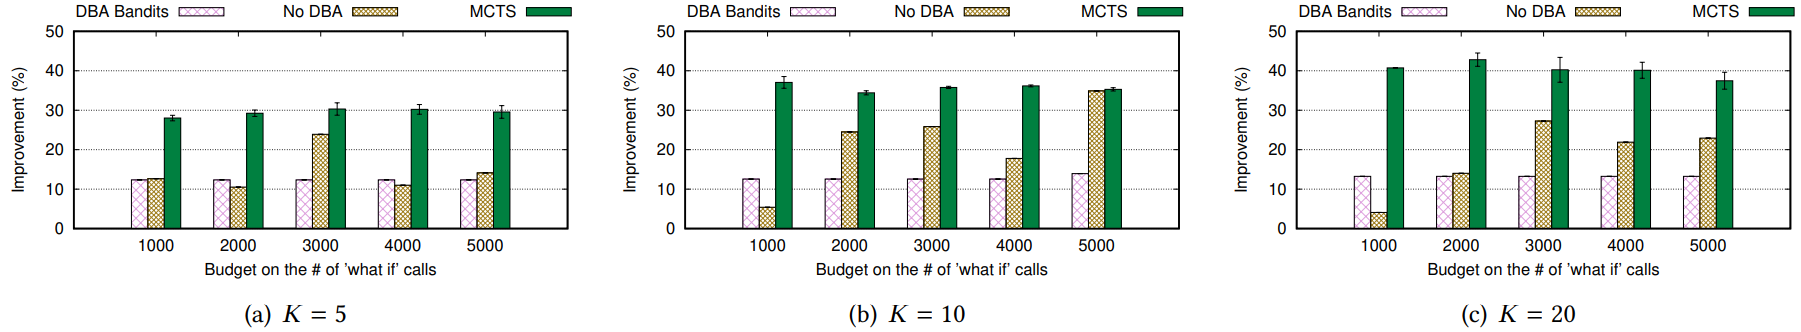 DBA Bandits No DBA MCTS
50
40
30
20
10
0
Improvement (%)
1000 2000 3000 4000 5000
Budget on the # of 'what if' calls
(a) K = 5
DBA Bandits No DBA MCTS
50
40
30
20
10
0
Improvement (%)
1000 2000 3000 4000 5000
Budget on the # of 'what if' calls
(b) K = 10
DBA Bandits No DBA MCTS
50
40
30
20
10
0
Improvement (%)
1000 2000 3000 4000 5000
Budget on the # of 'what if' calls
(c) K = 20